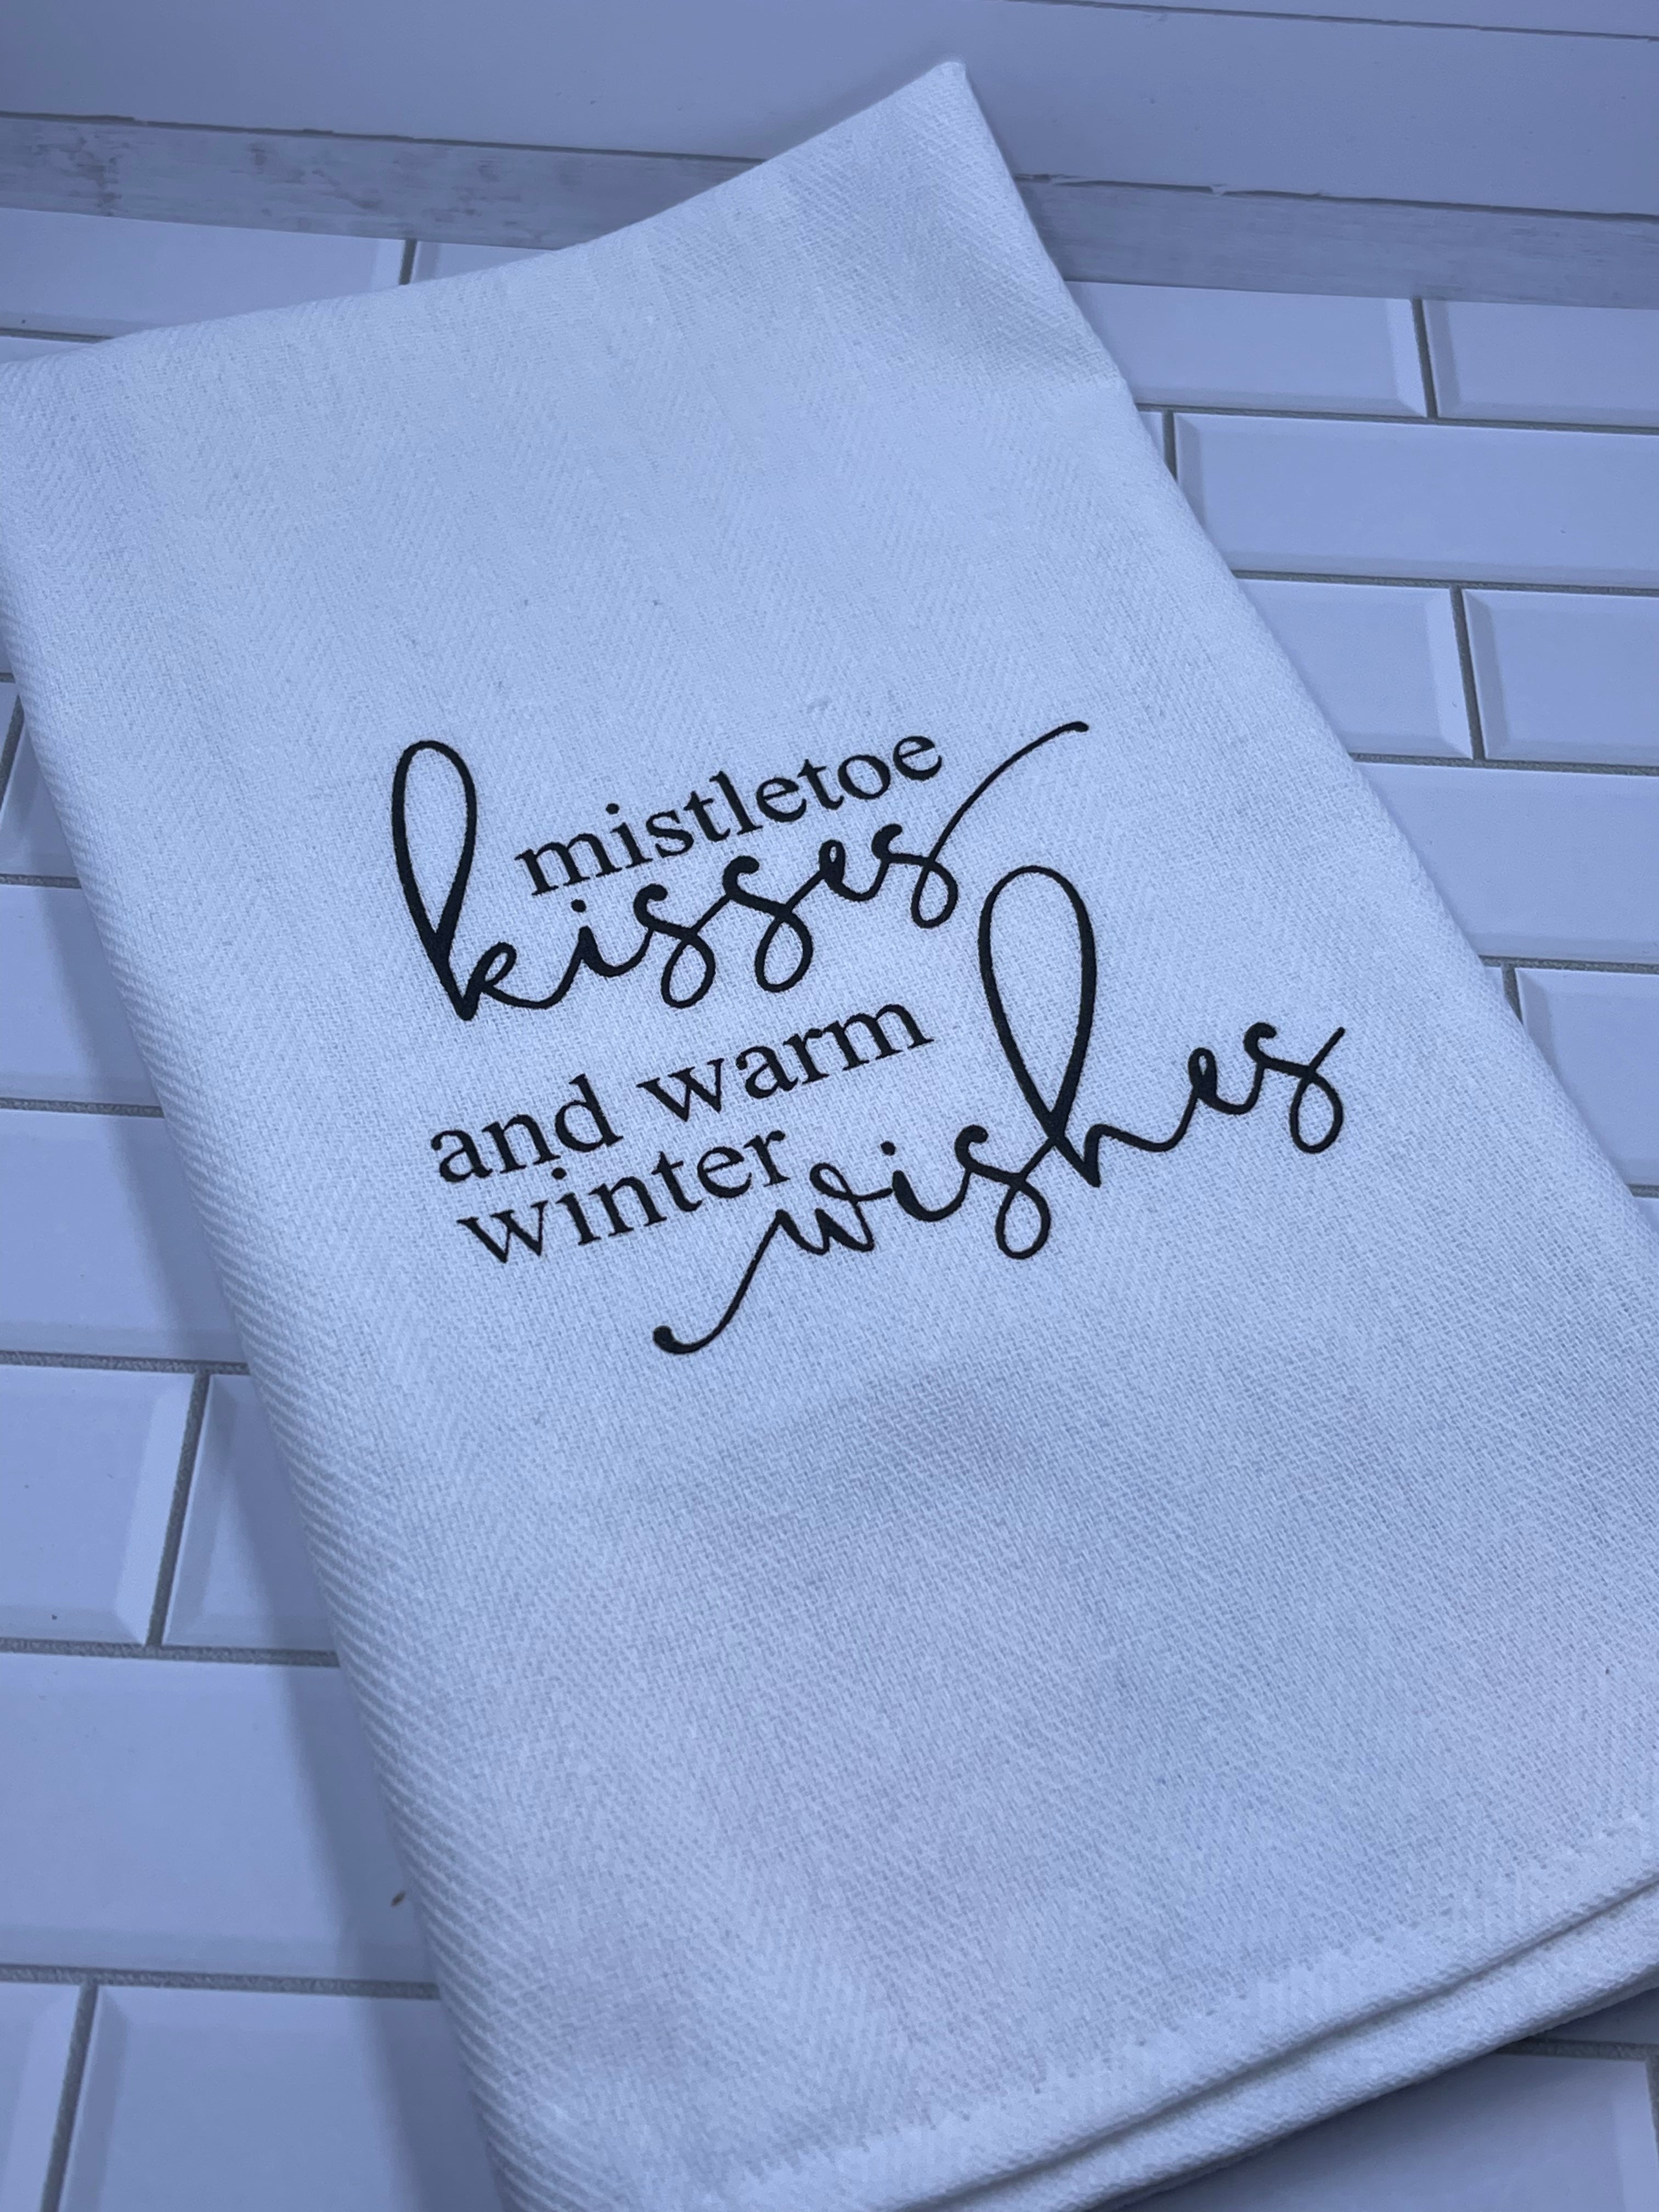 mistletoe
kisses
and warm
winter
wishes